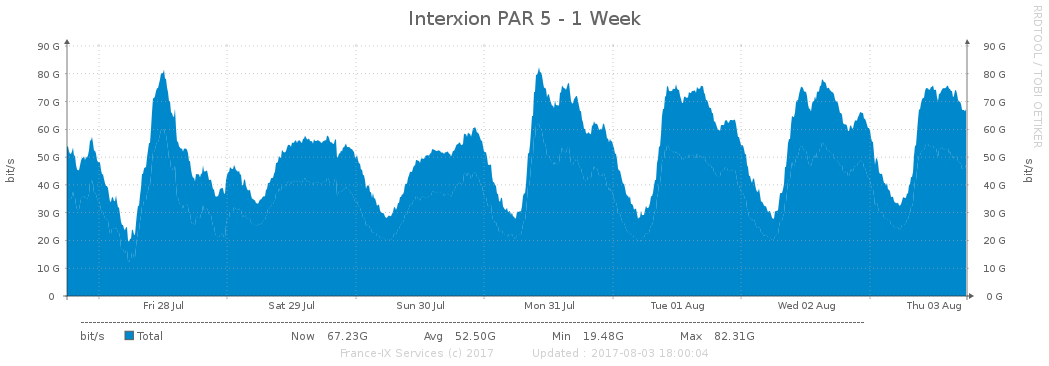 Interxion PAR 5 - 1 Week
RRDTOOL / TOBI OETIKER
90 G 90 G
80 G 80 G
70 G 70 G
60 G 60 G
50 G 50 G
40 G 40 G
30 G 30 G
20 G 20 G
10 G 10 G
0 0 G
bit/s bit/s
Fri 28 Jul Sat 29 Jul Sun 30 Jul Mon 31 Jul Tue 01 Aug Wed 02 Aug Thu 03 Aug
bit/s Total Now 67.23G Avg 52.50G Min 19.48G Max 82.31G
France-IX Services (c) 2017 Updated : 2017-08-03 18:00:04